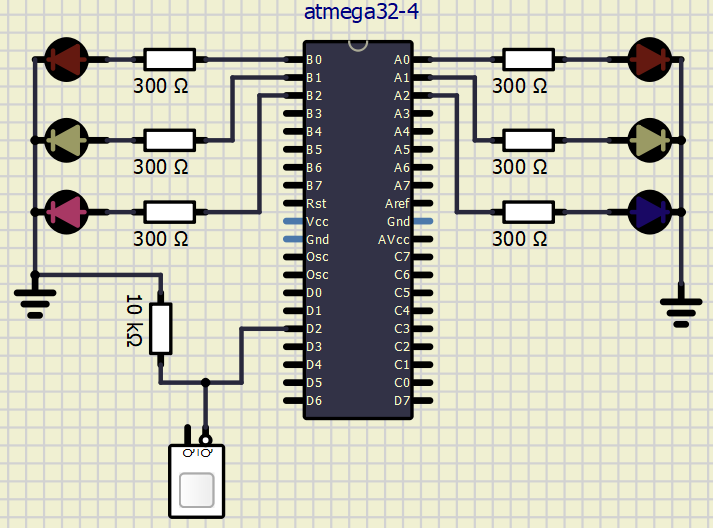 atmega32-4
B0 A0
B1 A1
B2 A2
B3 A3
B4 A4
B5 A5
B6 A6
B7 A7
Rst Aref
Vcc Gnd
Gnd AVcc
Osc C7
Osc C6
D0 C5
D1 C4
D2 C3
D3 C2
D4 C1
D5 C0
D6 D7
300 Ω
300 Ω
300 Ω
300 Ω
300 Ω
300 Ω
10 kΩ